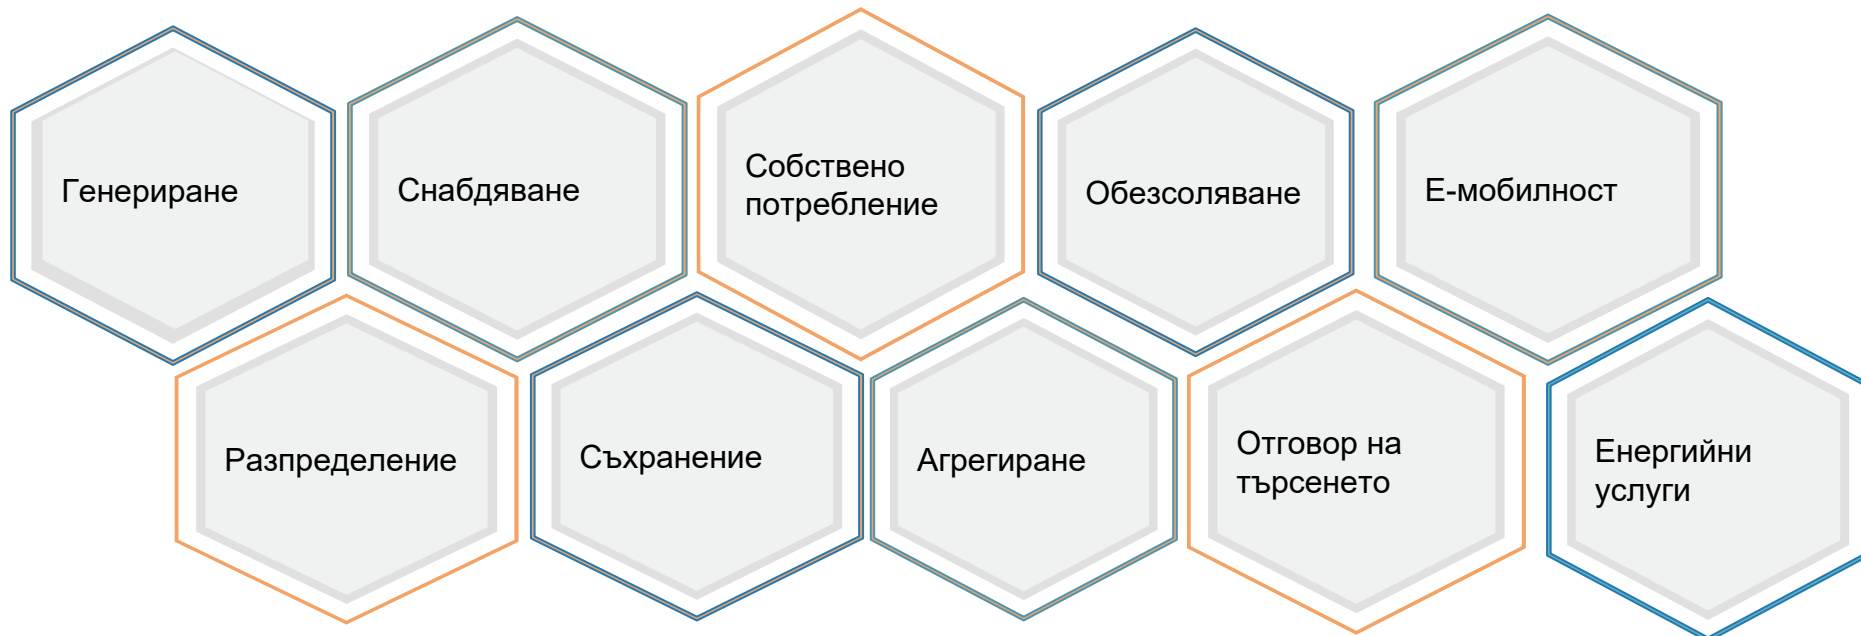 Генериране
Снабдяване
Собствено
потребление
Обезсоляване
Е-мобилност
Разпределение
Съхранение
Агрегиране
Отговор на
търсенето
Енергийни
услуги